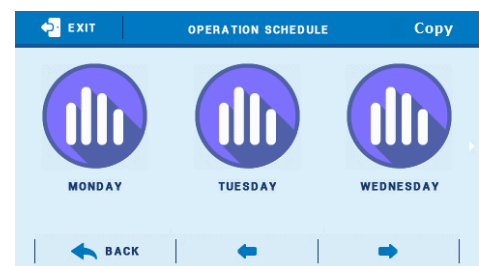 EXIT
OPERATION SCHEDULE
Copy
MONDAY
TUESDAY
WEDNESDAY
BACK